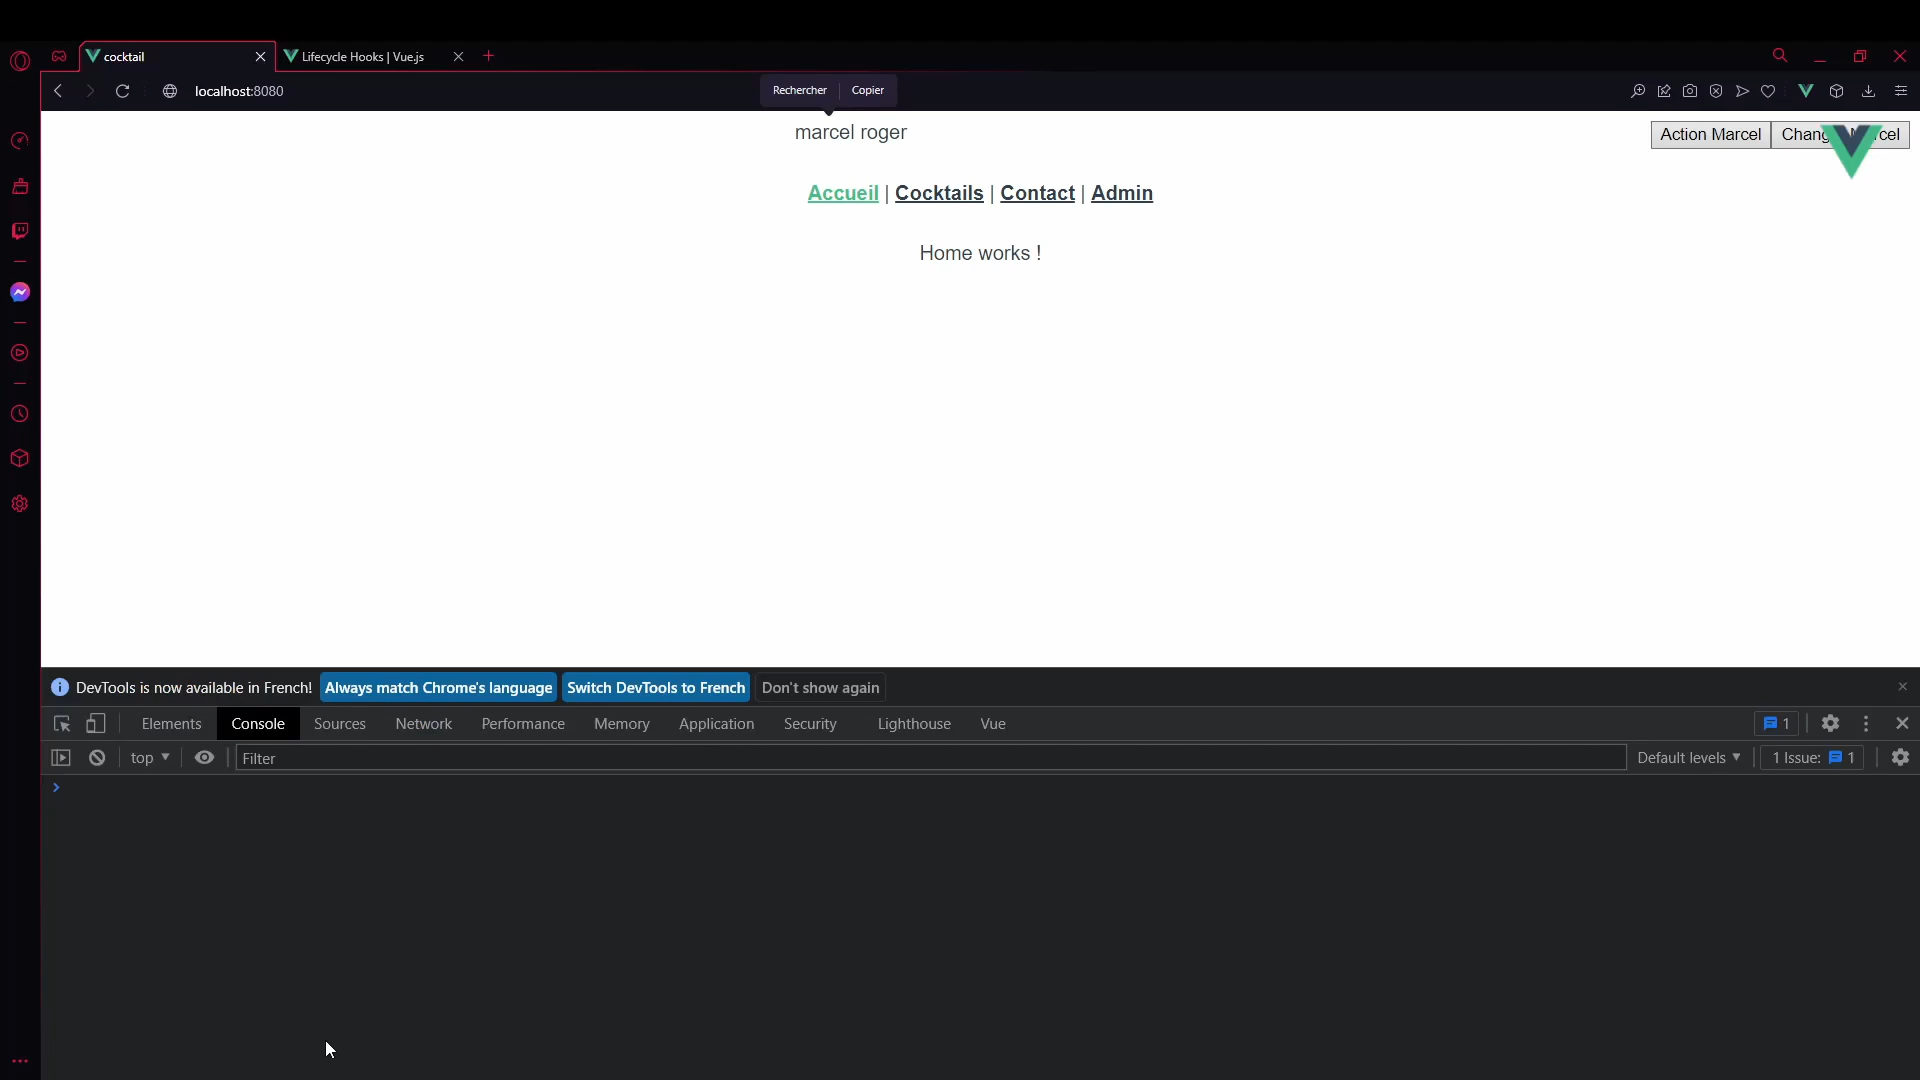 cocktail
Lifecycle Hooks | Vue.js
localhost:8080
Rechercher
Copier
marcel roger
Action Marcel
Chang rcel
Accueil | Cocktails | Contact | Admin
Home works !
DevTools is now available in French!
Always match Chrome's language
Switch DevTools to French
Don't show again
Elements
Console
Sources
Network
Performance
Memory
Application
Security
Lighthouse
Vue
1
top
Filter
Default levels
1 Issue: 1